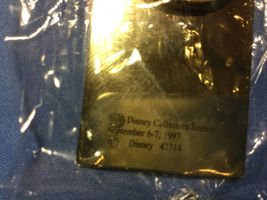 Disney Collectors Society
September 6-7, 1997
© Disney 42314